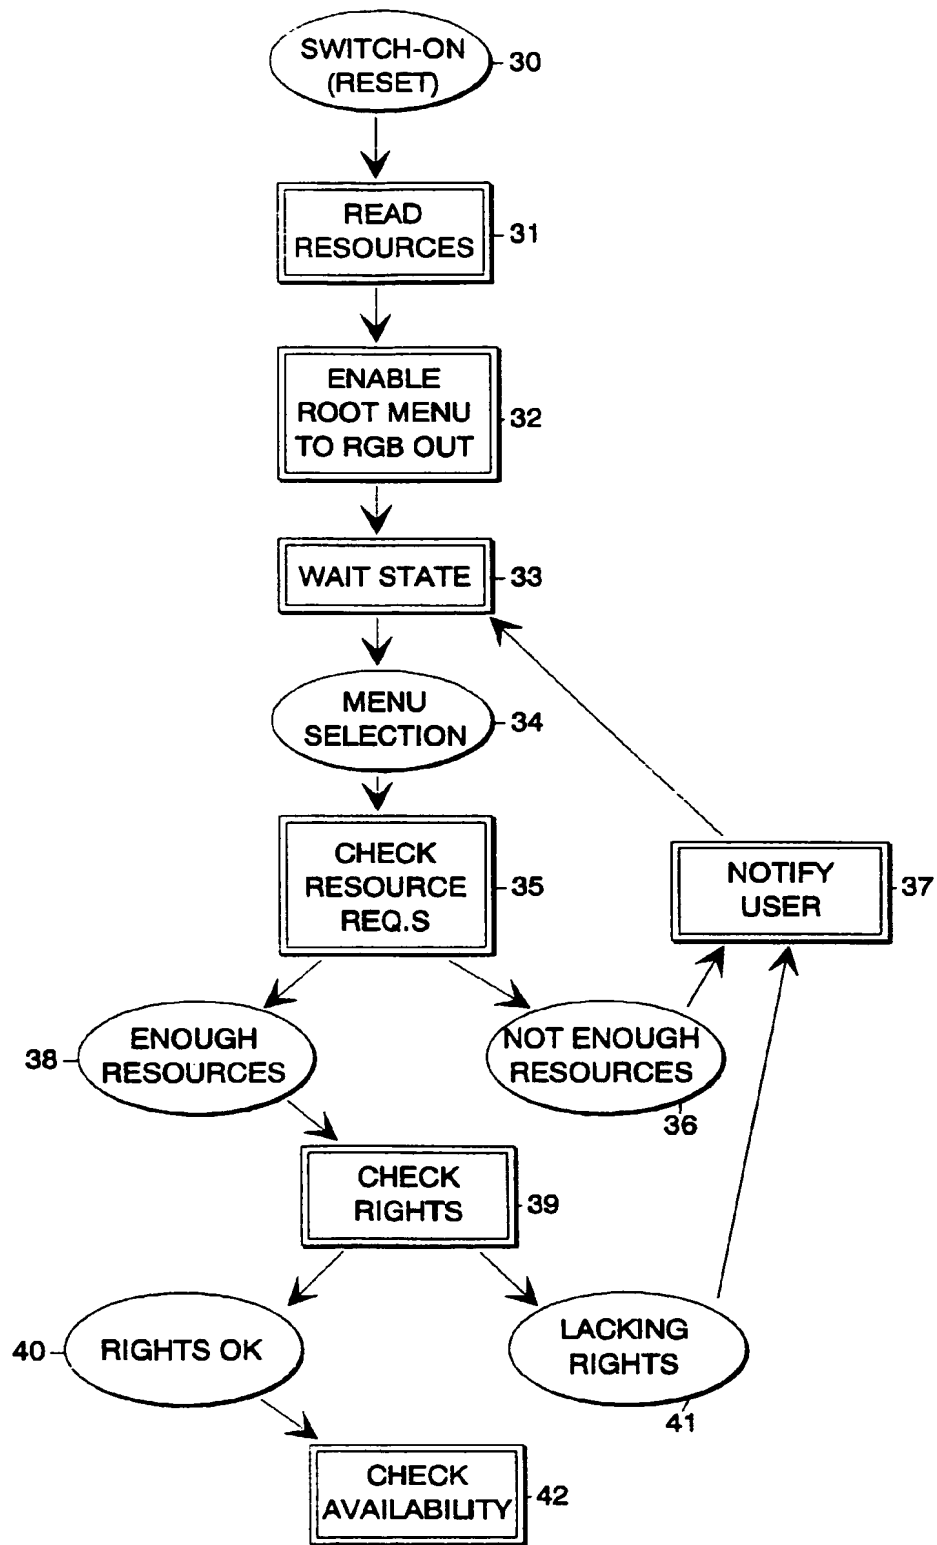 SWITCH-ON
(RESET)
30
READ
RESOURCES
31
ENABLE
ROOT MENU
TO RGB OUT
32
WAIT STATE
33
MENU
SELECTION
34
CHECK
RESOURCE
REQ.S
35
NOTIFY
USER
37
ENOUGH
RESOURCES
38
NOT ENOUGH
RESOURCES
36
CHECK
RIGHTS
39
RIGHTS OK
40
LACKING
RIGHTS
41
CHECK
AVAILABILITY
42